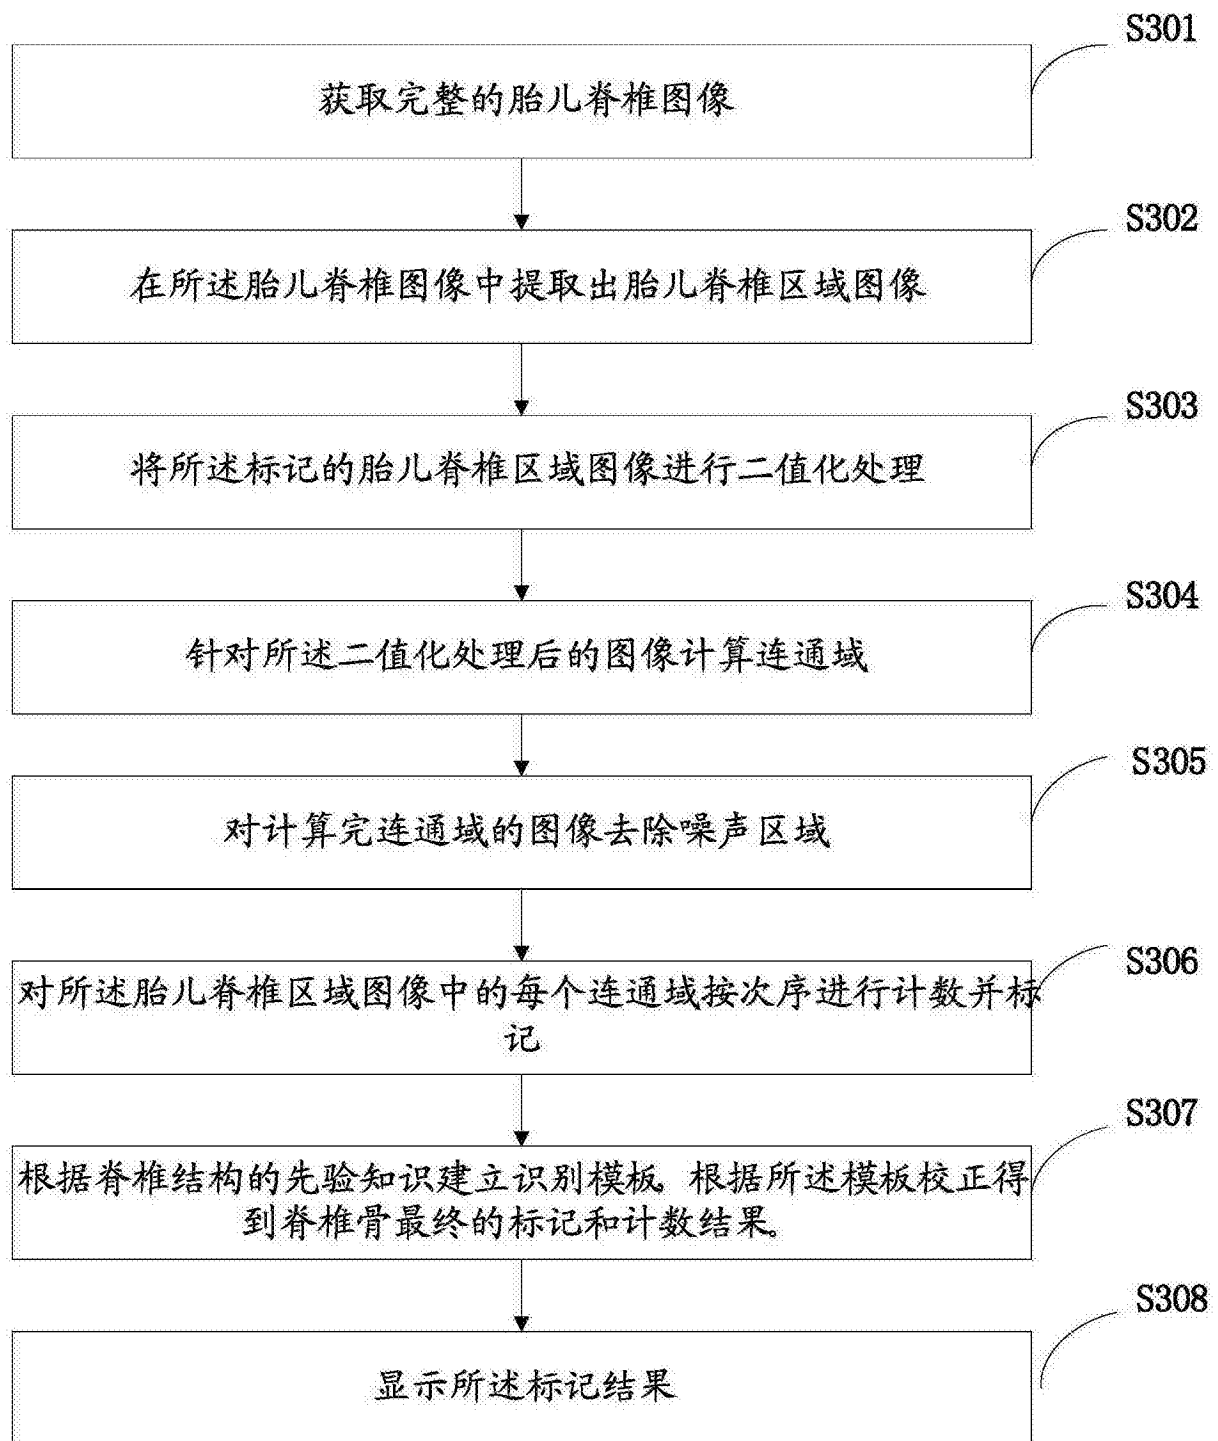 S301
获取完整的胎儿脊椎图像
S302
在所述胎儿脊椎图像中提取出胎儿脊椎区域图像
S303
将所述标记的胎儿脊椎区域图像进行二值化处理
S304
针对所述二值化处理后的图像计算连通域
S305
对计算完连通域的图像去除噪声区域
S306
对所述胎儿脊椎区域图像中的每个连通域按次序进行计数并标
记
S307
根据脊椎结构的先验知识建立识别模板。根据所述模板校正得
到脊椎骨最终的标记和计数结果。
S308
显示所述标记结果